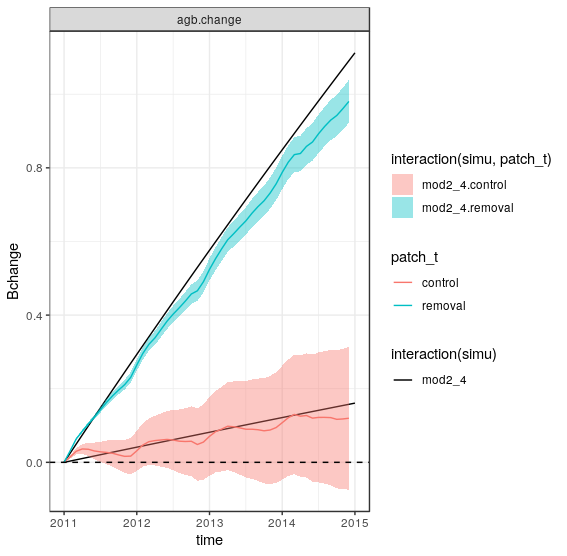 agb.change
Bchange
0.8
0.4
0.0
2011 2012 2013 2014 2015
time
interaction(simu, patch_t)
mod2_4.control
mod2_4.removal
patch_t
control
removal
interaction(simu)
mod2_4